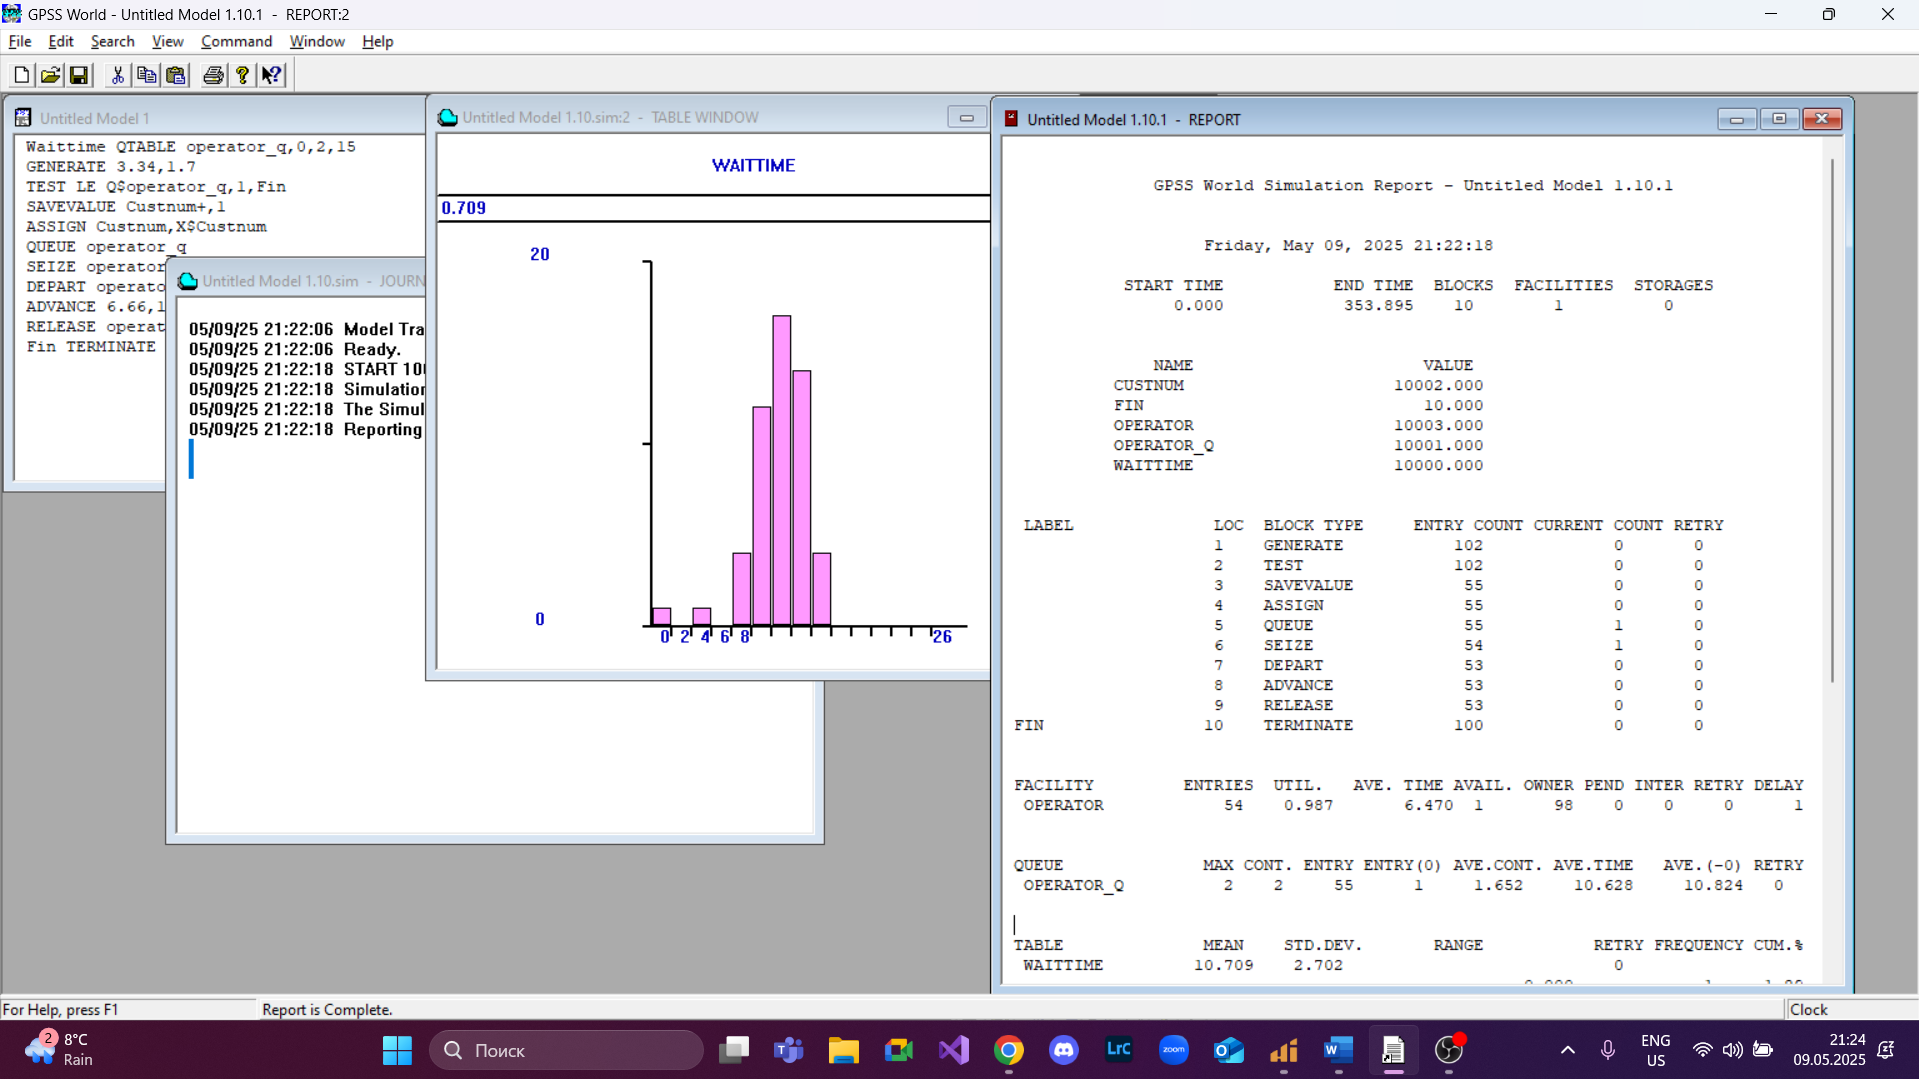 GPSS World - Untitled Model 1.10.1 - REPORT:2
File Edit Search View Command Window Help
Untitled Model 1
Waittime QTABLE operator_q,0,2,15
GENERATE 3.34,1.7
TEST LE Q$operator_q,1,Fin
SAVEVALUE Custnum+,1
ASSIGN Custnum,X$Custnum
QUEUE operator_q
SEIZE operator
DEPART operato
ADVANCE 6.66,1
RELEASE operat
Fin TERMINATE
Untitled Model 1.10.sim - JOURN
05/09/25 21:22:06 Model Tra
05/09/25 21:22:06 Ready.
05/09/25 21:22:18 START 10
05/09/25 21:22:18 Simulation
05/09/25 21:22:18 The Simul
05/09/25 21:22:18 Reporting
Untitled Model 1.10.sim:2 - TABLE WINDOW
WAITTIME
0.709
20
0
0 2 4 6 8 26
Untitled Model 1.10.1 - REPORT
GPSS World Simulation Report - Untitled Model 1.10.1
Friday, May 09, 2025 21:22:18
START TIME END TIME BLOCKS FACILITIES STORAGES
0.000 353.895 10 1 0
NAME VALUE
CUSTNUM 10002.000
FIN 10.000
OPERATOR 10003.000
OPERATOR_Q 10001.000
WAITTIME 10000.000
LABEL LOC BLOCK TYPE ENTRY COUNT CURRENT COUNT RETRY
1 GENERATE 102 0 0
2 TEST 102 0 0
3 SAVEVALUE 55 0 0
4 ASSIGN 55 0 0
5 QUEUE 55 1 0
6 SEIZE 54 1 0
7 DEPART 53 0 0
8 ADVANCE 53 0 0
9 RELEASE 53 0 0
FIN 10 TERMINATE 100 0 0
FACILITY ENTRIES UTIL. AVE. TIME AVAIL. OWNER PEND INTER RETRY DELAY
OPERATOR 54 0.987 6.470 1 98 0 0 0 1
QUEUE MAX CONT. ENTRY ENTRY(0) AVE.CONT. AVE.TIME AVE.(-0) RETRY
OPERATOR_Q 2 2 55 1 1.652 10.628 10.824 0
TABLE MEAN STD.DEV. RANGE RETRY FREQUENCY CUM.%
WAITTIME 10.709 2.702 0
For Help, press F1
Report is Complete.
Clock
2
8°C
Rain
Поиск
LrC
zoom
ENG
US
21:24
09.05.2025